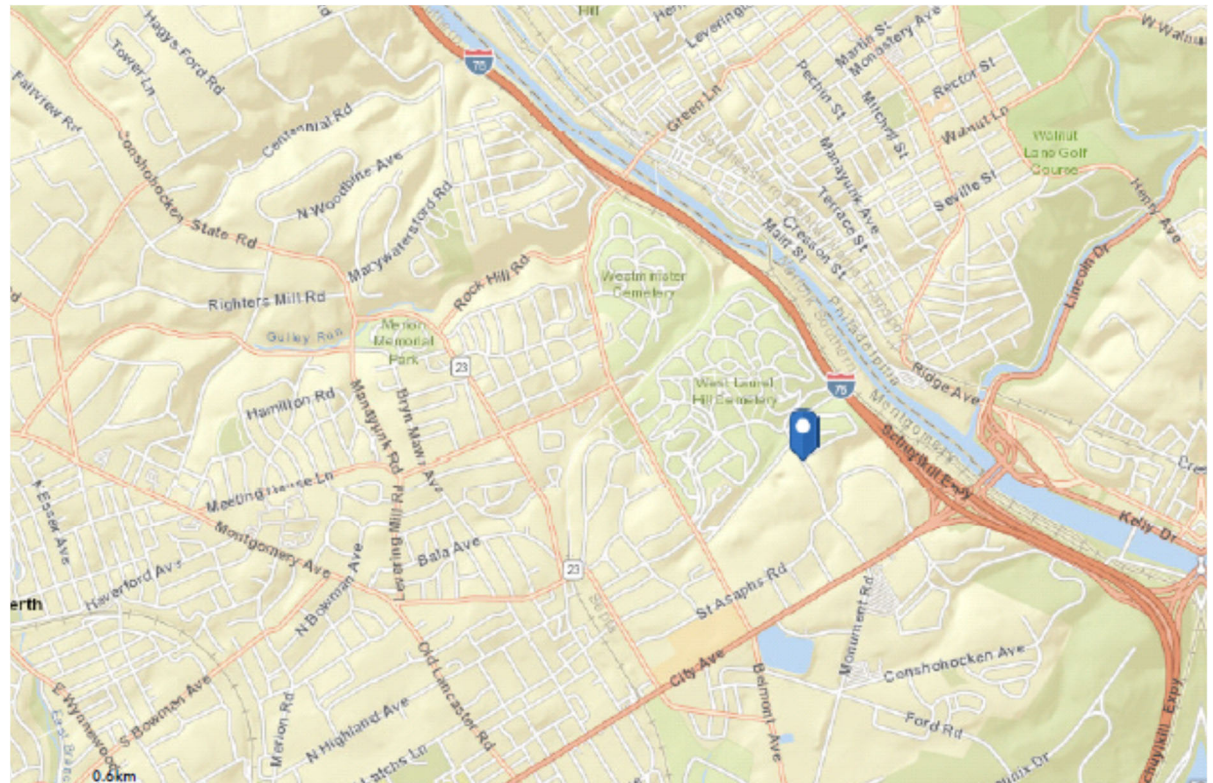 Hill
Leverington
Hagys Ford Rd
Tower Ln
Fairview Rd
Martin St
Monastery Ave
Rector St
Pechin St
Mitchell St
Walnut Ln
Green Ln
76
Walnut
Lane Golf
Course
Centennial Rd
Conshohocken
State Rd
N Woodbine Ave
Manayunk Ave
Terrace St
Seville St
Cresson St
Main St
Henry Ave
Lincoln Dr
Marywatersford Rd
Rock Hill Rd
Righters Mill Rd
Westminster
Cemetery
Philadelphia
Gulley Run
Merion
Memorial
Park
23
Ridge Ave
West Laurel
Hill Cemetery
76
Montgomery
Hamilton Rd
Manayunk Rd
Bryn Mawr Ave
Schuylkill Expy
Meeting House Ln
N Essex Ave
Kelly Dr
Montgomery Ave
Levering Mill Rd
Bala Ave
23
Haverford Ave
N Bowman Ave
erth
St Asaphs Rd
Monument Rd
Conshohocken Ave
City Ave
Belmont Ave
Old Lancaster Rd
Ford Rd
S Bowman Ave
Merion Rd
N Highland Ave
0.6km